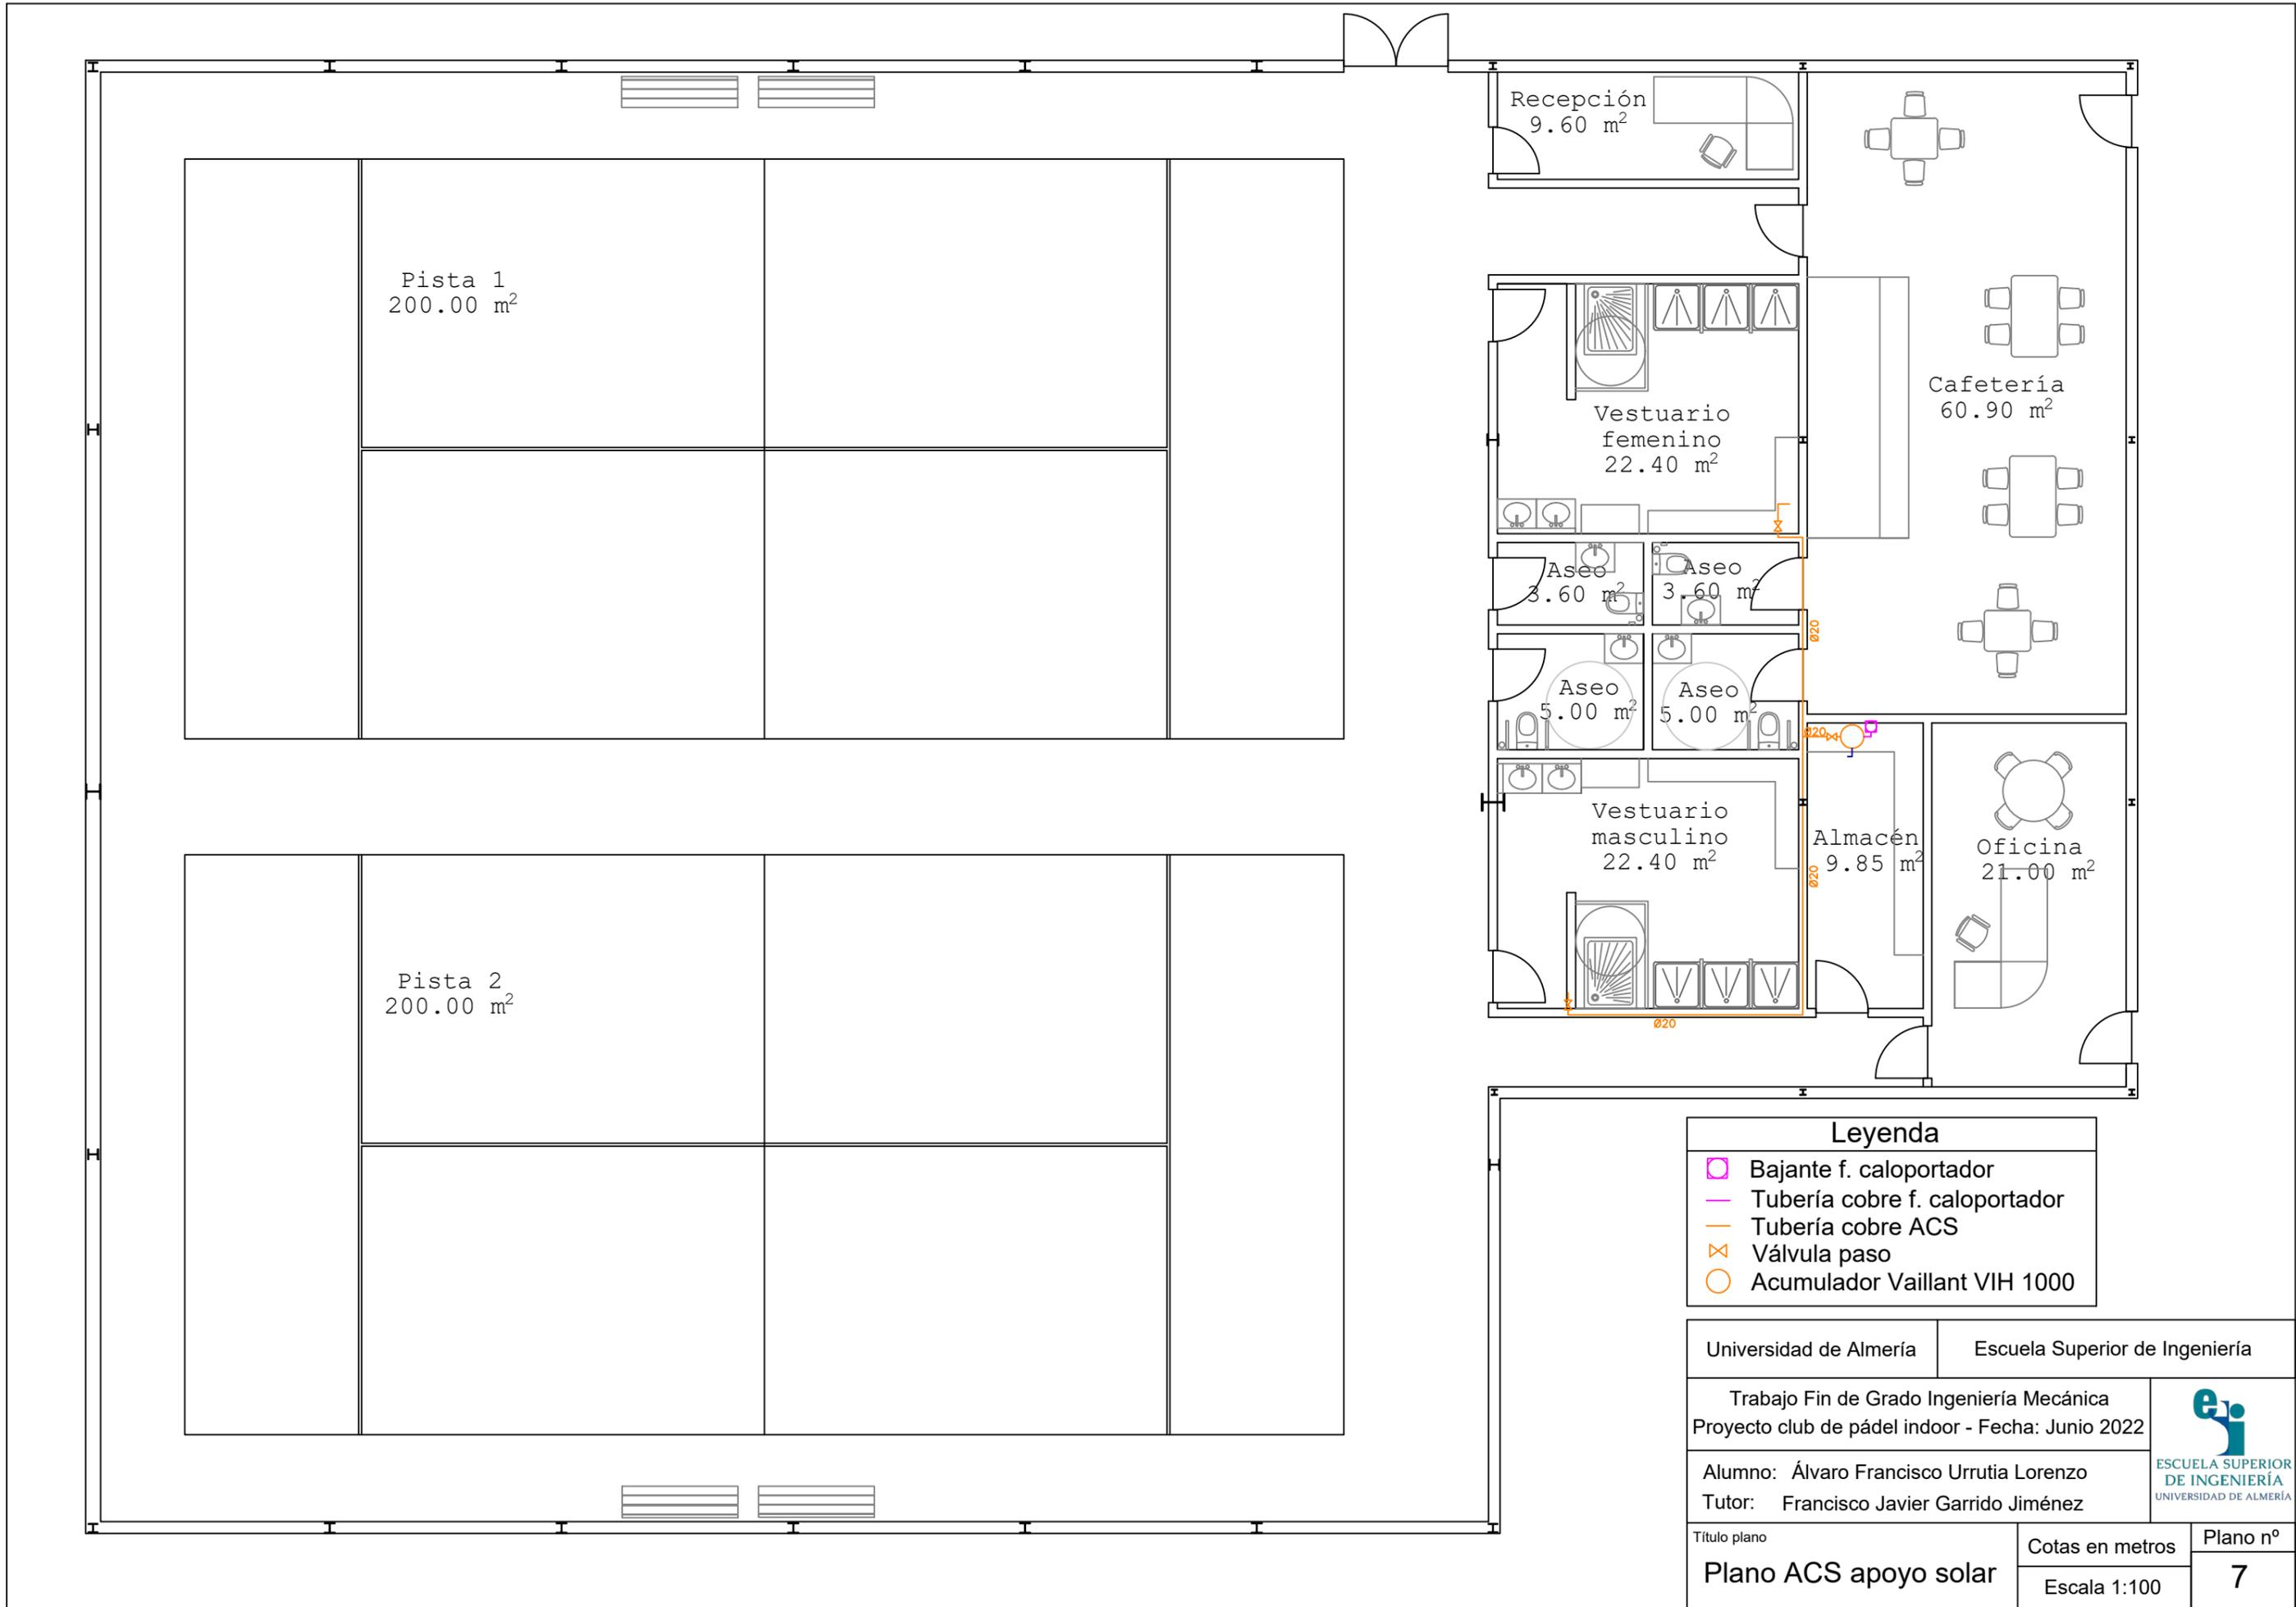 Recepción
9.60 m²
Pista 1
200.00 m²
Cafetería
60.90 m²
Vestuario
femenino
22.40 m²
Aseo
3.60 m²
Aseo
3.60 m²
Ø20
Aseo
5.00 m²
Aseo
5.00 m²
Ø20
Vestuario
masculino
22.40 m²
Almacén
9.85 m²
Oficina
21.00 m²
Ø20
Pista 2
200.00 m²
Ø20
Leyenda
Bajante f. caloportador
Tubería cobre f. caloportador
Tubería cobre ACS
Válvula paso
Acumulador Vaillant VIH 1000
Universidad de Almería
Escuela Superior de Ingeniería
Trabajo Fin de Grado Ingeniería Mecánica
Proyecto club de pádel indoor - Fecha: Junio 2022
Alumno: Álvaro Francisco Urrutia Lorenzo
Tutor: Francisco Javier Garrido Jiménez
esi
ESCUELA SUPERIOR
DE INGENIERÍA
UNIVERSIDAD DE ALMERÍA
Título plano
Plano ACS apoyo solar
Cotas en metros
Escala 1:100
Plano nº
7